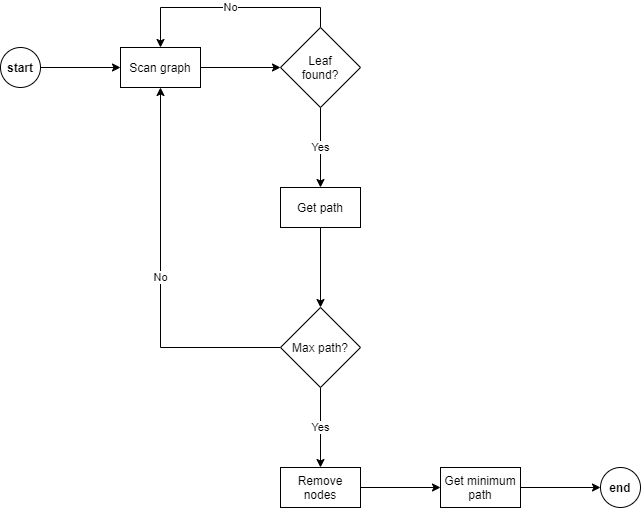 No
start
Scan graph
Leaf
found?
Yes
Get path
No
Max path?
Yes
Remove
nodes
Get minimum
path
end